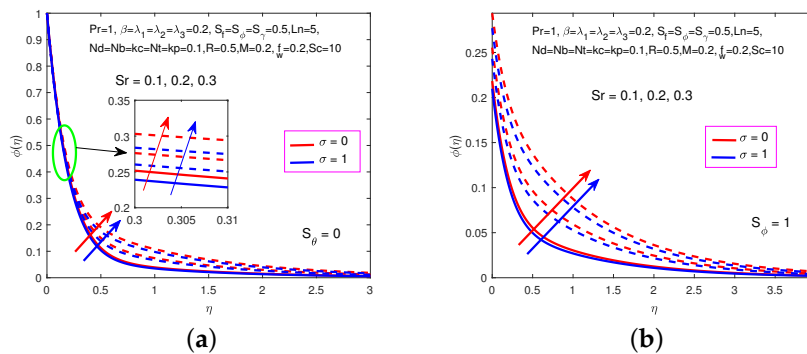 Pr=1, β=λ1=λ2=λ3=0.2, Sf=Sϕ=Sγ=0.5,Ln=5,
Nd=Nb=kc=Nt=kp=0.1,R=0.5,M=0.2, fw=0.2,Sc=10
Sr = 0.1, 0.2, 0.3
σ = 0
σ = 1
Sθ = 0
0.35
0.3
0.25
0.2
0.3
0.305
0.31
1
0.9
0.8
0.7
0.6
0.5
0.4
0.3
0.2
0.1
0
ϕ(η)
0
0.5
1
1.5
2
2.5
3
η
(a)
Pr=1, β=λ1=λ2=λ3=0.2, Sf=Sϕ=Sγ=0.5,Ln=5,
Nd=Nb=kc=Nt=kp=0.1,R=0.5,M=0.2, fw=0.2,Sc=10
Sr = 0.1, 0.2, 0.3
σ = 0
σ = 1
Sϕ = 1
0.25
0.2
0.15
0.1
0.05
0
ϕ(η)
0
0.5
1
1.5
2
2.5
3
3.5
η
(b)